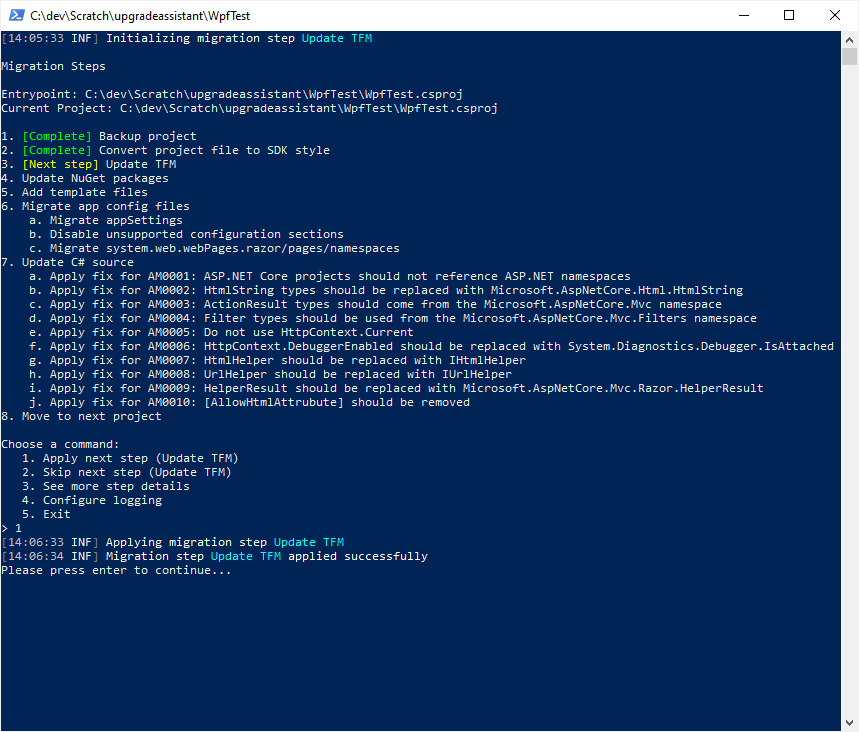 C:\dev\Scratch\upgradeassistant\WpfTest
[14:05:33 INF] Initializing migration step Update TFM
Migration Steps
Entrypoint: C:\dev\Scratch\upgradeassistant\WpfTest\WpfTest.csproj
Current Project: C:\dev\Scratch\upgradeassistant\WpfTest\WpfTest.csproj
1. [Complete] Backup project
2. [Complete] Convert project file to SDK style
3. [Next step] Update TFM
4. Update NuGet packages
5. Add template files
6. Migrate app config files
a. Migrate appSettings
b. Disable unsupported configuration sections
c. Migrate system.web.webPages.razor/pages/namespaces
7. Update C# source
a. Apply fix for AM0001: ASP.NET Core projects should not reference ASP.NET namespaces
b. Apply fix for AM0002: HtmlString types should be replaced with Microsoft.AspNetCore.Html.HtmlString
c. Apply fix for AM0003: ActionResult types should come from the Microsoft.AspNetCore.Mvc namespace
d. Apply fix for AM0004: Filter types should be used from the Microsoft.AspNetCore.Mvc.Filters namespace
e. Apply fix for AM0005: Do not use HttpContext.Current
f. Apply fix for AM0006: HttpContext.DebuggerEnabled should be replaced with System.Diagnostics.Debugger.IsAttached
g. Apply fix for AM0007: HtmlHelper should be replaced with IHtmlHelper
h. Apply fix for AM0008: UrlHelper should be replaced with IUrlHelper
i. Apply fix for AM0009: HelperResult should be replaced with Microsoft.AspNetCore.Mvc.Razor.HelperResult
j. Apply fix for AM0010: [AllowHtmlAttrubute] should be removed
8. Move to next project
Choose a command:
1. Apply next step (Update TFM)
2. Skip next step (Update TFM)
3. See more step details
4. Configure logging
5. Exit
> 1
[14:06:33 INF] Applying migration step Update TFM
[14:06:34 INF] Migration step Update TFM applied successfully
Please press enter to continue...